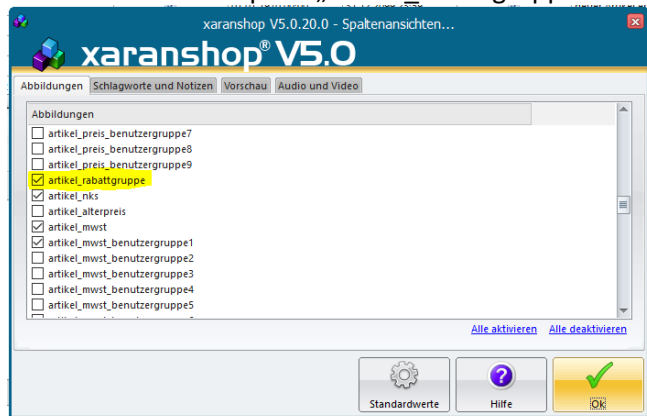 xaranshop V5.0.20.0 - Spaltenansichten...
xaranshop® V5.0
Abbildungen Schlagworte und Notizen Vorschau Audio und Video
Abbildungen
artikel_preis_benutzergruppe7
artikel_preis_benutzergruppe8
artikel_preis_benutzergruppe9
artikel_rabattgruppe
artikel_nks
artikel_alterpreis
artikel_mwst
artikel_mwst_benutzergruppe1
artikel_mwst_benutzergruppe2
artikel_mwst_benutzergruppe3
artikel_mwst_benutzergruppe4
artikel_mwst_benutzergruppe5
Alle aktivieren Alle deaktivieren
Standardwerte Hilfe Ok